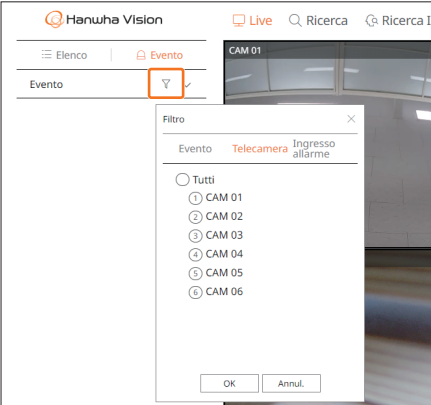 Hanwha Vision
Live Ricerca Ricerca I
Elenco Evento
CAM 01
Evento
Filtro
Evento Telecamera Ingresso
allarme
Tutti
1 CAM 01
2 CAM 02
3 CAM 03
4 CAM 04
5 CAM 05
6 CAM 06
OK Annul.